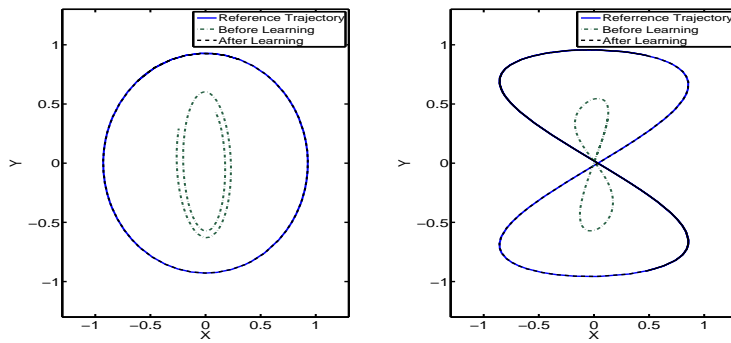 Reference Trajectory
Before Learning
After Learning
1
0.5
0
−0.5
−1
Y
−1 −0.5 0 0.5 1
X
Referrence Trajectory
Before Learning
After Learning
1
0.5
0
−0.5
−1
Y
−1 −0.5 0 0.5 1
X